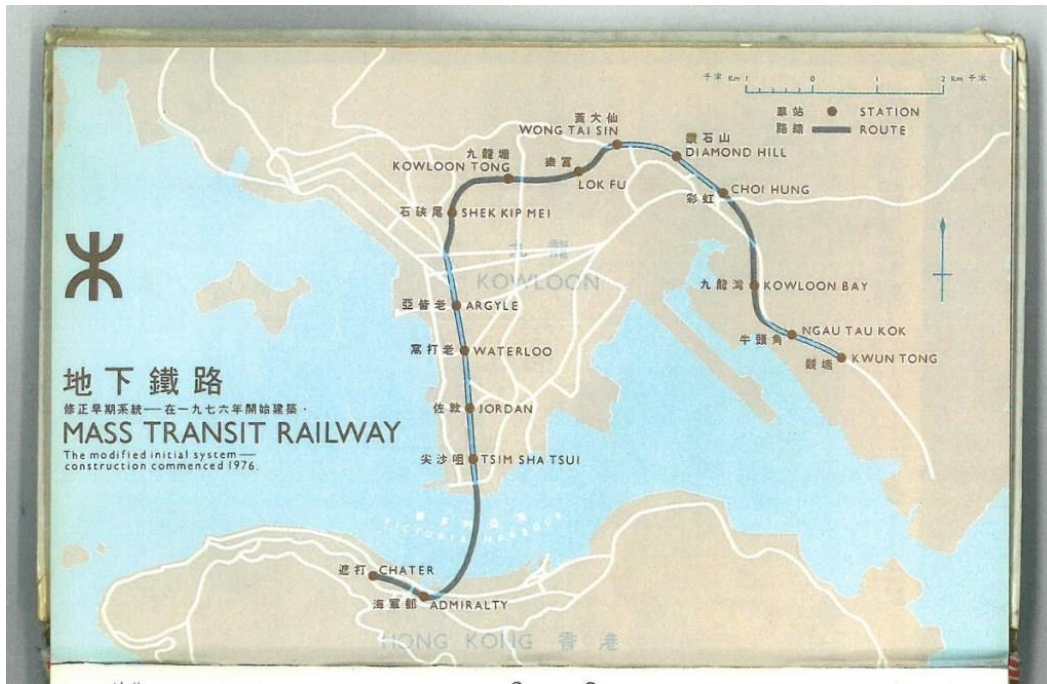 千米 Km 1 0 1 2 Km 千米
車站 STATION
路線 ROUTE
黃大仙
WONG TAI SIN
鑽石山
DIAMOND HILL
九龍塘
KOWLOON TONG
樂富
LOK FU
CHOI HUNG
彩虹
石硤尾 SHEK KIP MEI
九龍
KOWLOON
九龍灣 KOWLOON BAY
亞皆老 ARGYLE
NGAU TAU KOK
牛頭角
窩打老 WATERLOO
KWUN TONG
觀塘
地下鐵路
修正早期系統——在一九七六年開始建築．
MASS TRANSIT RAILWAY
The modified initial system—
construction commenced 1976.
佐敦 JORDAN
尖沙咀 TSIM SHA TSUI
VICTORIA HARBOUR
遮打 CHATER
海軍部 ADMIRALTY
HONG KONG 香港